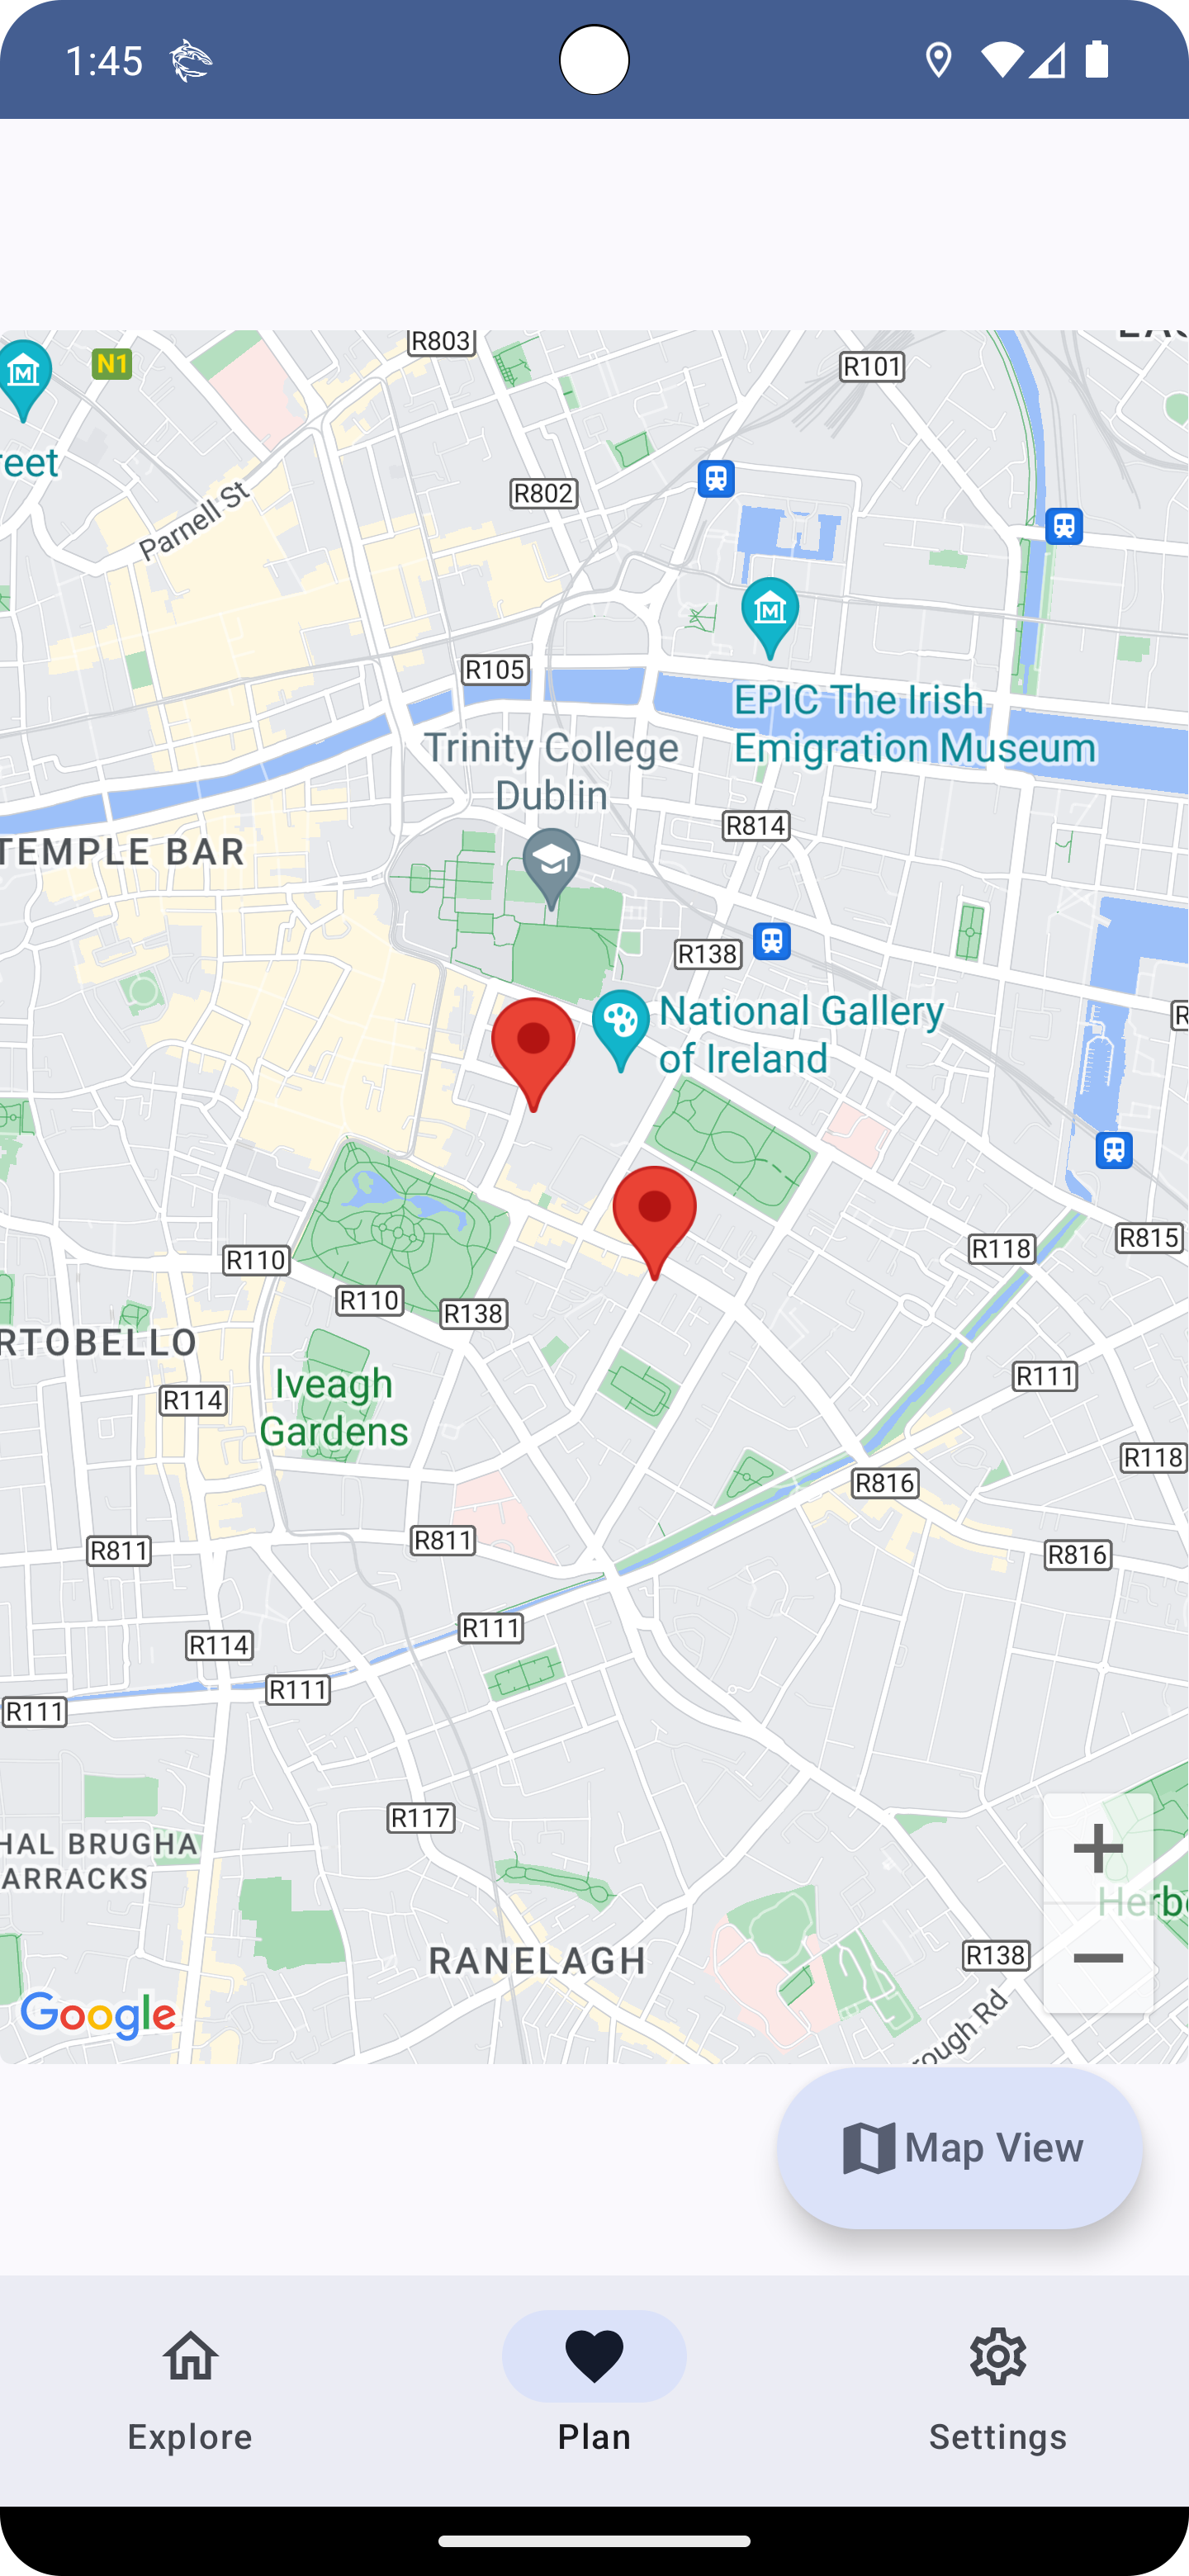 1:45
R803
N1
R101
reet
Parnell St
R802
R105
EPIC The Irish
Emigration Museum
Trinity College
Dublin
R814
TEMPLE BAR
R138
National Gallery
of Ireland
R110
R118
R815
R110
R138
RTOBELLO
Iveagh
Gardens
R114
R111
R118
R816
R811
R811
R816
R111
R114
R111
R111
R117
HAL BRUGHA
ARRACKS
Herb
RANELAGH
R138
rough Rd
Google
Map View
Explore
Plan
Settings